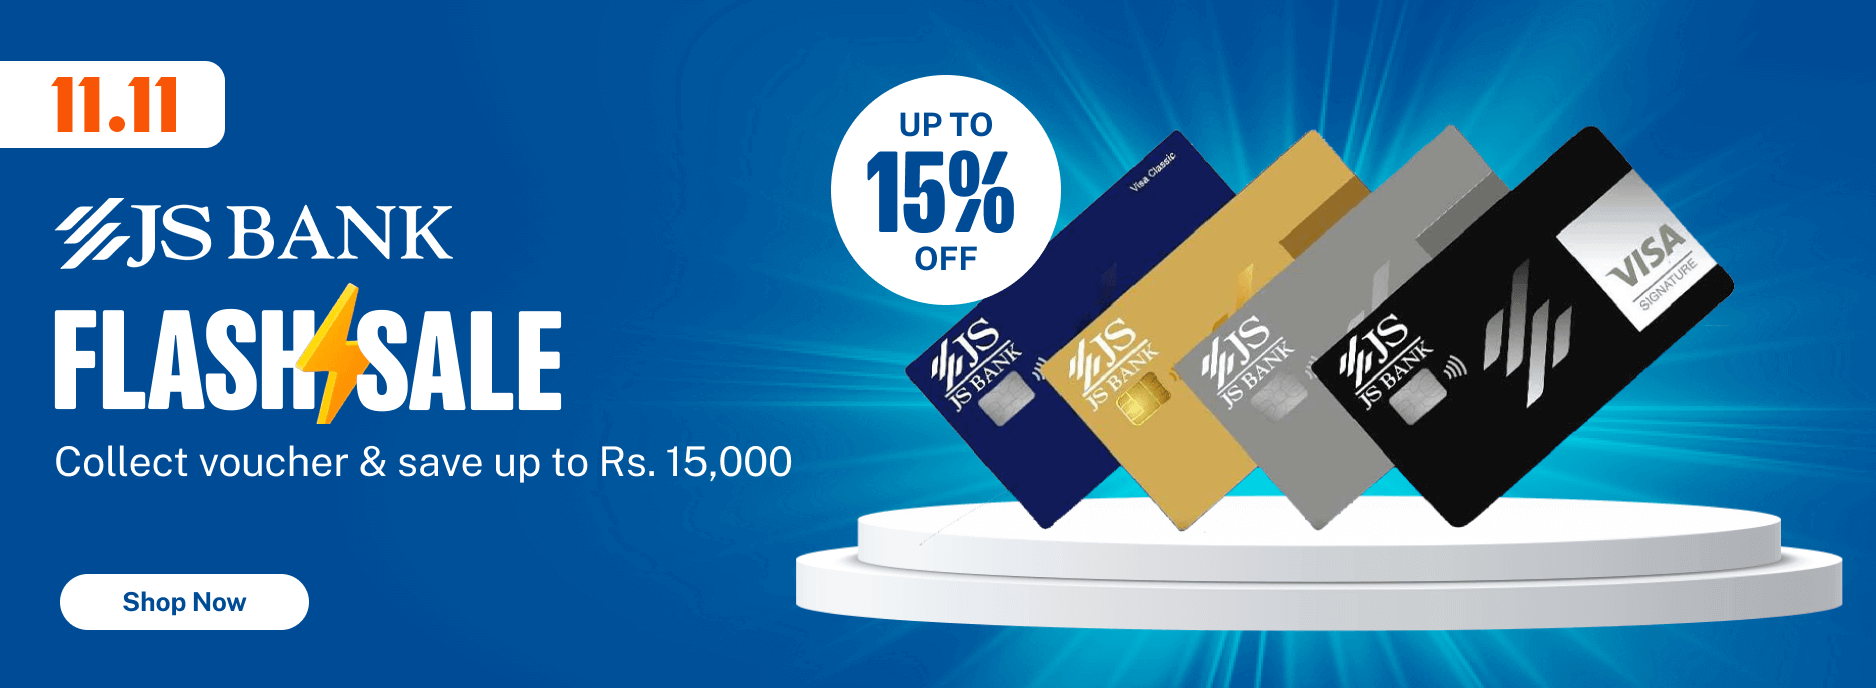 11.11
JS BANK
FLASH SALE
Collect voucher & save up to Rs. 15,000
Shop Now
UP TO
15%
OFF
Visa Classic
JS
JS BANK
JS
JS BANK
JS
JS BANK
JS
JS BANK
VISA
SIGNATURE